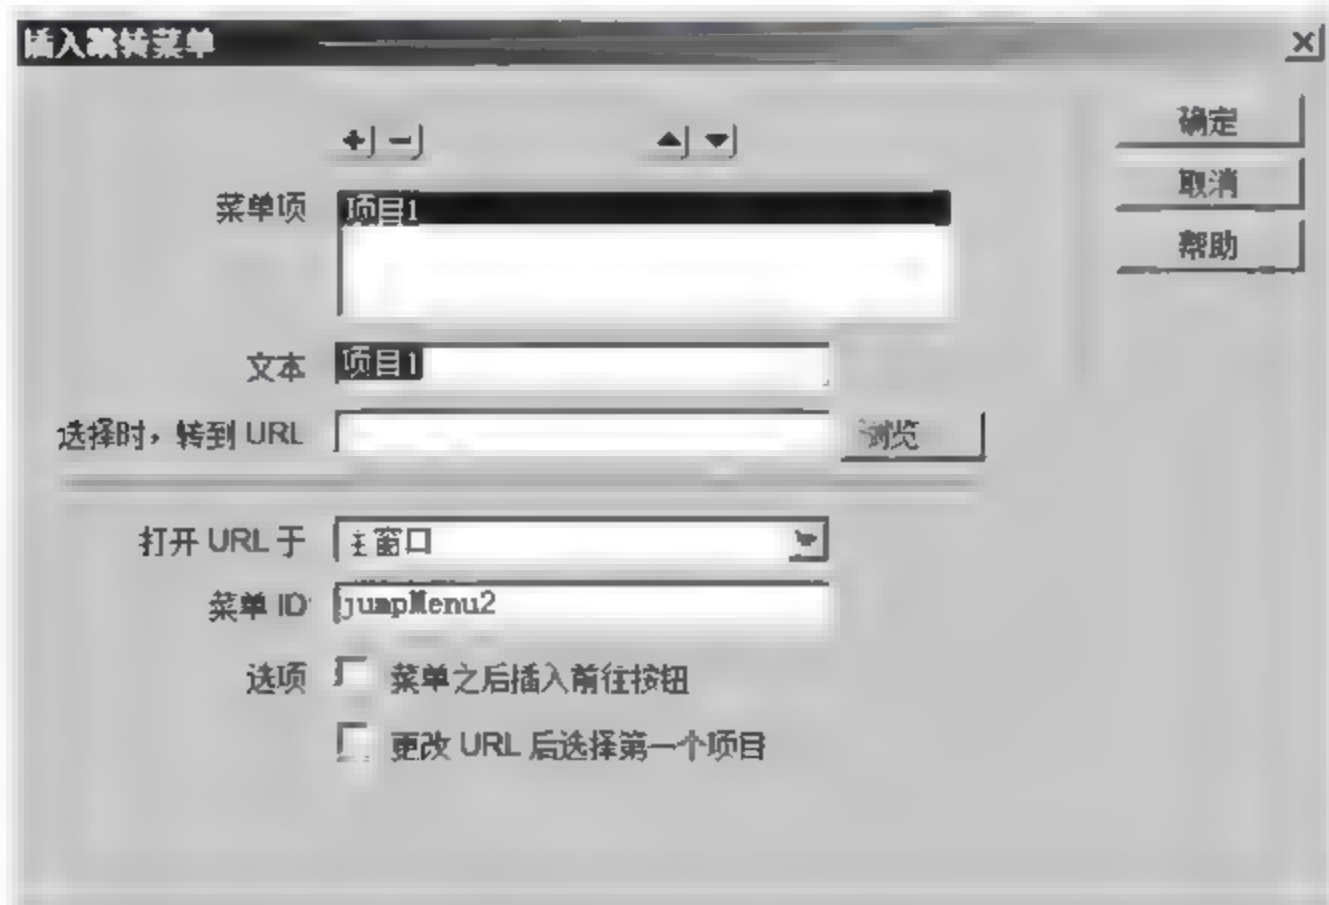 插入跳转菜单
确定
取消
帮助
菜单项 项目1
文本 项目1
选择时，转到 URL 浏览
打开 URL 于 主窗口
菜单 ID jumpMenu2
选项 菜单之后插入前往按钮
更改 URL 后选择第一个项目